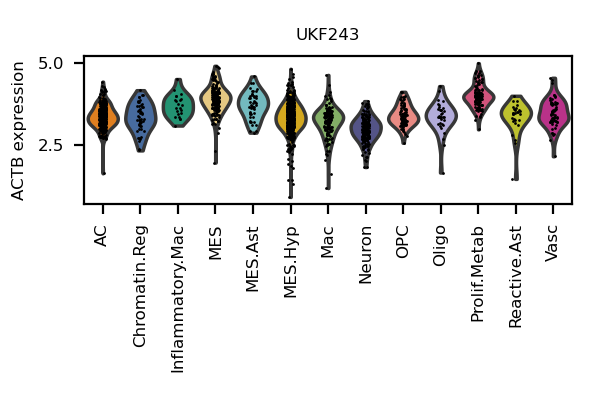 UKF243
ACTB expression
5.0
2.5
AC
Chromatin.Reg
Inflammatory.Mac
MES
MES.Ast
MES.Hyp
Mac
Neuron
OPC
Oligo
Prolif.Metab
Reactive.Ast
Vasc